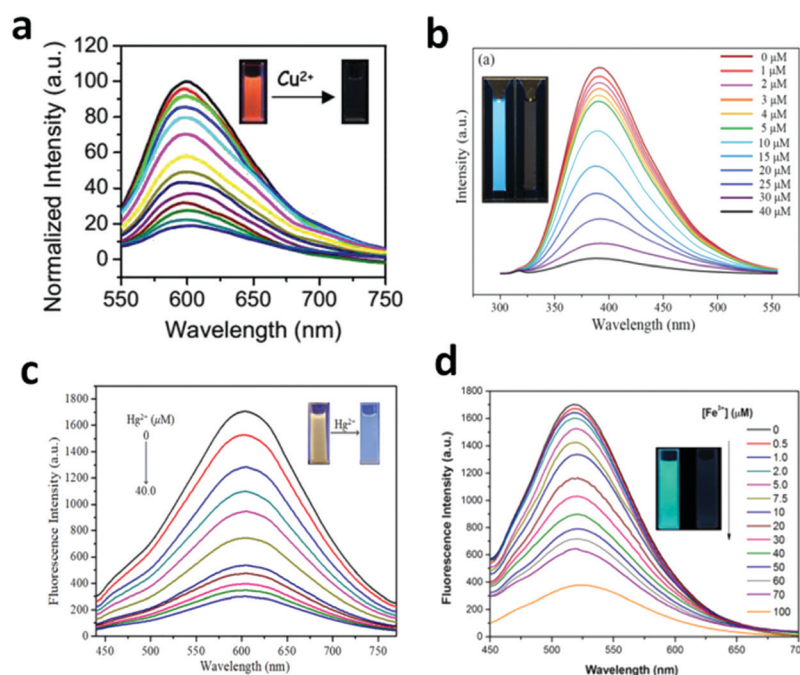 a
Normalized Intensity (a.u.)
120
100
80
60
40
20
0
Cu²⁺
550 600 650 700 750
Wavelength (nm)
b
(a)
Intensity (a.u.)
0 μM
1 μM
2 μM
3 μM
4 μM
5 μM
10 μM
15 μM
20 μM
25 μM
30 μM
40 μM
300 350 400 450 500 550
Wavelength (nm)
c
Fluorescence Intensity (a.u.)
1800
1600
1400
1200
1000
800
600
400
200
0
Hg²⁺ (μM)
0
40.0
Hg²⁺
400 450 500 550 600 650 700 750
Wavelength(nm)
d
Fluorescence Intensity (a.u.)
1800
1600
1400
1200
1000
800
600
400
200
0
[Fe³⁺] (μM)
0
0.5
1.0
2.0
5.0
7.5
10
20
30
40
50
60
70
100
450 500 550 600 650 700
Wavelength (nm)